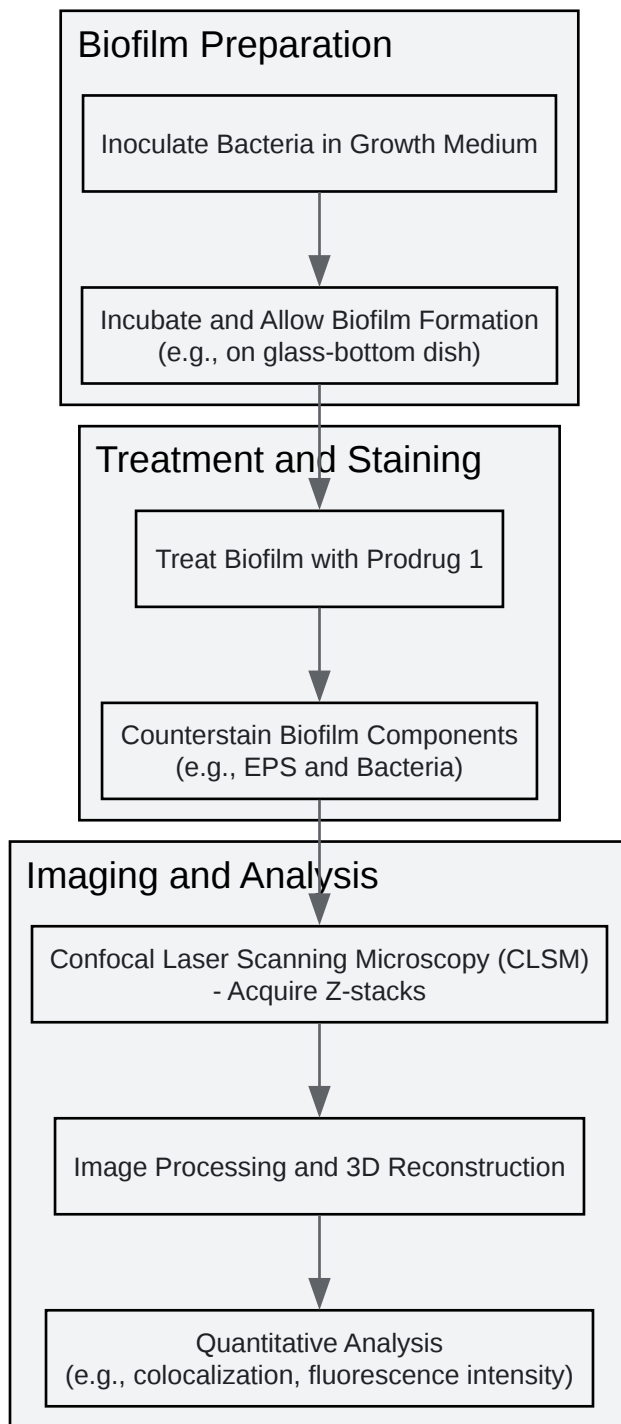 Biofilm Preparation
Inoculate Bacteria in Growth Medium
Incubate and Allow Biofilm Formation
(e.g., on glass-bottom dish)
Treatment and Staining
Treat Biofilm with Prodrug 1
Counterstain Biofilm Components
(e.g., EPS and Bacteria)
Imaging and Analysis
Confocal Laser Scanning Microscopy (CLSM)
- Acquire Z-stacks
Image Processing and 3D Reconstruction
Quantitative Analysis
(e.g., colocalization, fluorescence intensity)